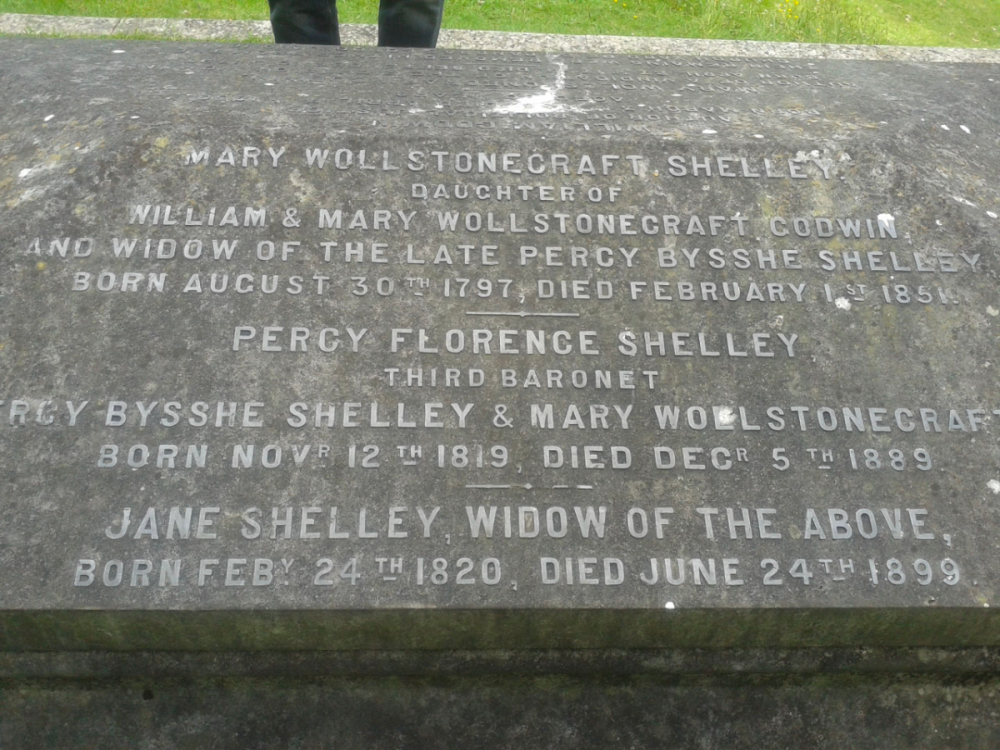 MARY WOLLSTONECRAFT SHELLEY.
DAUGHTER OF
WILLIAM & MARY WOLLSTONECRAFT GODWIN.
AND WIDOW OF THE LATE PERCY BYSSHE SHELLEY.
BORN AUGUST 30TH 1797, DIED FEBRUARY 1ST 1851.
PERCY FLORENCE SHELLEY
THIRD BARONET
ERCY BYSSHE SHELLEY & MARY WOLLSTONECRAFT
BORN NOVR 12TH 1819, DIED DECR 5TH 1889.
JANE SHELLEY, WIDOW OF THE ABOVE,
BORN FEBY 24TH 1820, DIED JUNE 24TH 1899.